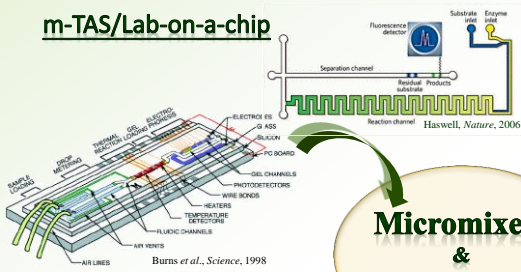 m-TAS/Lab-on-a-chip
Substrate inlet
Enzyme inlet
Fluorescence detector
Separation channel
Residual substrate
Products
Reaction channel
Haswell, Nature, 2006
SAMPLE LOADING
DROP METERING
THERMAL REACTION
GEL LOADING
ELECTRO-PHORESIS
GLASS
SILICON
PC BOARD
GEL CHANNELS
PHOTODETECTORS
WIRE BONDS
HEATERS
TEMPERATURE DETECTORS
FLUIDIC CHANNELS
AIR VENTS
AIR LINES
Burns et al., Science, 1998
Micromixe
&